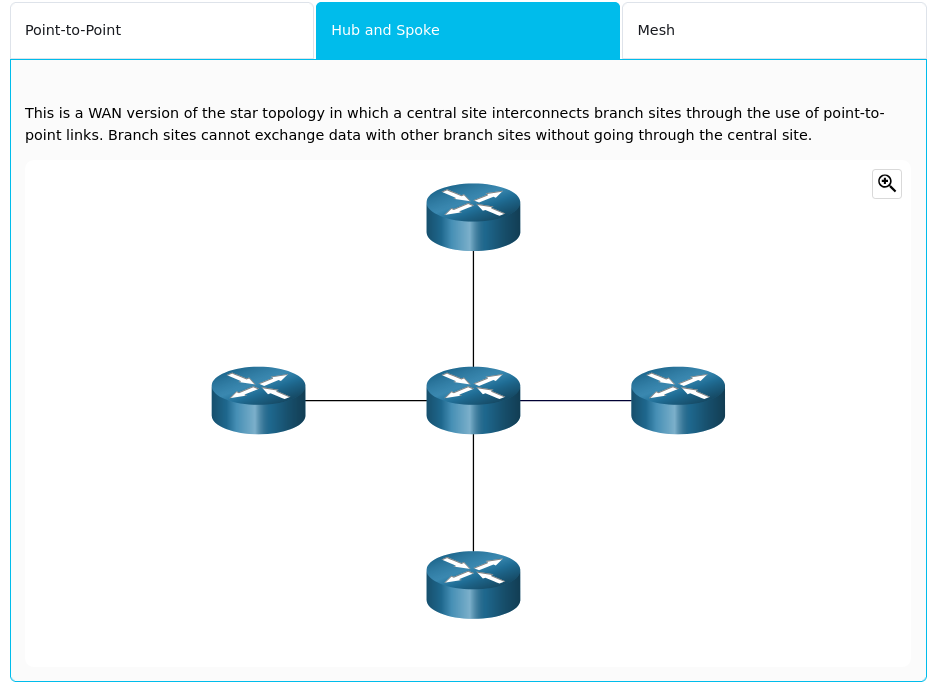 Point-to-Point
Hub and Spoke
Mesh
This is a WAN version of the star topology in which a central site interconnects branch sites through the use of point-to-
point links. Branch sites cannot exchange data with other branch sites without going through the central site.